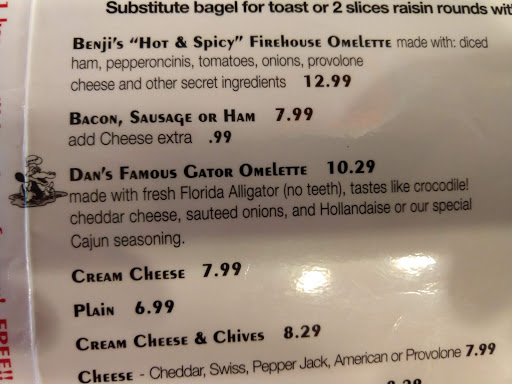 Substitute bagel for toast or 2 slices raisin rounds wit
BENJI'S "HOT & SPICY" FIREHOUSE OMELETTE made with: diced
ham, pepperoncinis, tomatoes, onions, provolone
cheese and other secret ingredients 12.99
BACON, SAUSAGE OR HAM 7.99
add Cheese extra .99
DAN'S FAMOUS GATOR OMELETTE 10.29
made with fresh Florida Alligator (no teeth), tastes like crocodile!
cheddar cheese, sauteed onions, and Hollandaise or our special
Cajun seasoning.
CREAM CHEESE 7.99
PLAIN 6.99
CREAM CHEESE & CHIVES 8.29
CHEESE - Cheddar, Swiss, Pepper Jack, American or Provolone 7.99
FREE!!